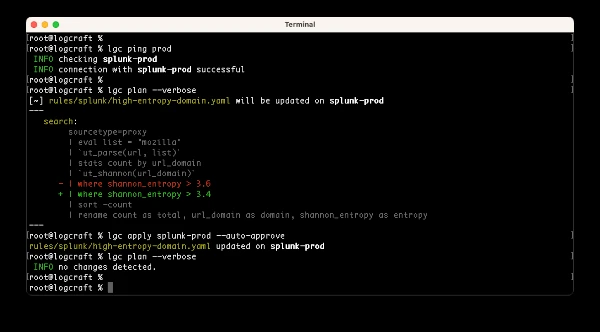 Terminal
[root@logcraft %
[root@logcraft % lgc ping prod
INFO checking splunk-prod
INFO connection with splunk-prod successful
[root@logcraft %
[root@logcraft % lgc plan --verbose
[~] rules/splunk/high-entropy-domain.yaml will be updated on splunk-prod
---
search:
sourcetype=proxy
| eval list = "mozilla"
| `ut_parse(url, list)`
| stats count by url_domain
| `ut_shannon(url_domain)`
- | where shannon_entropy > 3.6
+ | where shannon_entropy > 3.4
| sort -count
| rename count as total, url_domain as domain, shannon_entropy as entropy
---
[root@logcraft % lgc apply splunk-prod --auto-approve
rules/splunk/high-entropy-domain.yaml updated on splunk-prod
[root@logcraft % lgc plan --verbose
INFO no changes detected.
[root@logcraft %
root@logcraft %